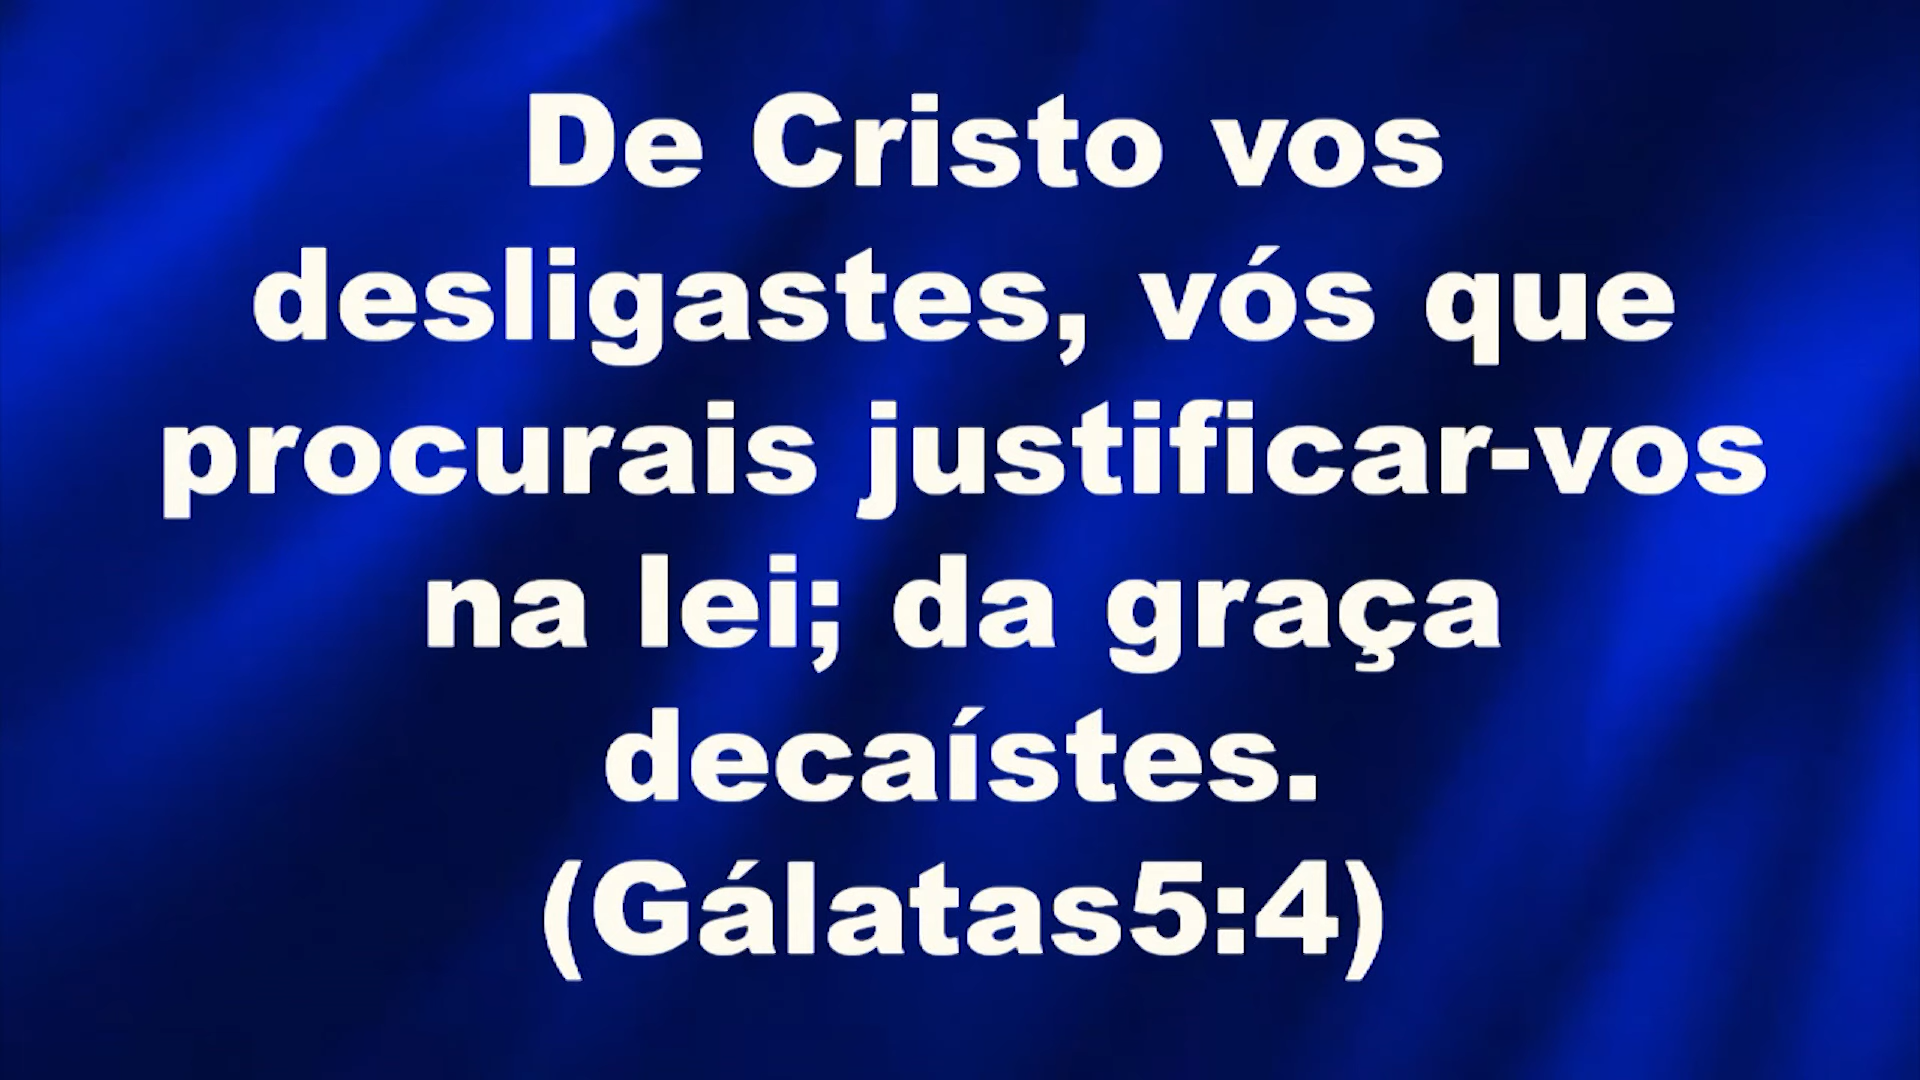 De Cristo vos
desligastes, vós que
procurais justificar-vos
na lei; da graça
decaístes.
(Gálatas5:4)